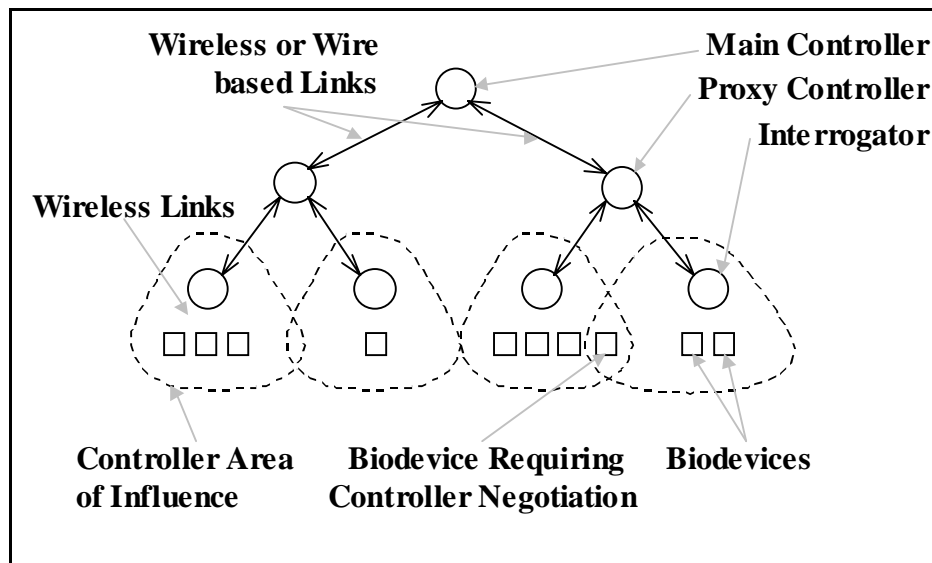 Wireless or Wire
based Links
Main Controller
Proxy Controller
Interrogator
Wireless Links
Controller Area
of Influence
Biodevice Requiring
Controller Negotiation
Biodevices